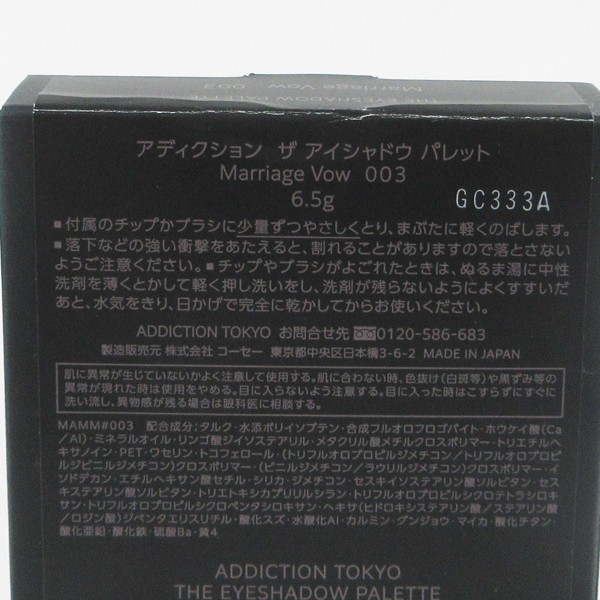 THE EYESHADOW PALETTE
Marriage Vow 003
アディクション ザ アイシャドウ パレット
Marriage Vow 003
6.5g
GC333A
■付属のチップかブラシに少量ずつやさしくとり、まぶたに軽くのばします。
■落下などの強い衝撃をあたえると、割れることがありますので落とさない
ようご注意ください。■チップやブラシがよごれたときは、ぬるま湯に中性
洗剤を薄くとかして軽く押し洗いをし、洗剤が残らないようによくすすいだ
あと、水気をきり、日かげで完全に乾かしてからお使いください。
ADDICTION TOKYO お問合せ先 0120-586-683
製造販売元 株式会社 コーセー 東京都中央区日本橋3-6-2 MADE IN JAPAN
肌に異常が生じていないかよく注意して使用する。肌に合わない時、色抜け(白斑等)や黒ずみ等の
異常が現れた時は使用をやめる。目に入らないよう注意する。目に入った時はこすらずにすぐに
洗い流し、異物感が残る場合は眼科医に相談する。
MAMM#003 配合成分:タルク・水添ポリイソブテン・合成フルオロフロゴパイト・ホウケイ酸(Ca
/Al)・ミネラルオイル・リンゴ酸ジイソステアリル・メタクリル酸メチルクロスポリマー・トリエチルヘ
キサノイン・PET・ワセリン・トコフェロール・(トリフルオロプロピルジメチコン/トリフルオロプロ
ピルジビニルジメチコン)クロスポリマー・(ビニルジメチコン/ラウリルジメチコン)クロスポリマー・イ
ソドデカン・エチルヘキサン酸セチル・シリカ・ジメチコン・セスキイソステアリン酸ソルビタン・セス
キステアリン酸ソルビタン・トリエトキシカプリリルシラン・トリフルオロプロピルシクロテトラシロキ
サン・トリフルオロプロピルシクロペンタシロキサン・ヘキサ(ヒドロキシステアリン酸/ステアリン酸
/ロジン酸)ジペンタエリスリチル・酸化スズ・水酸化Al・カルミン・グンジョウ・マイカ・酸化チタン・
酸化亜鉛・酸化鉄・硫酸Ba・黄4
ADDICTION TOKYO
THE EYESHADOW PALETTE